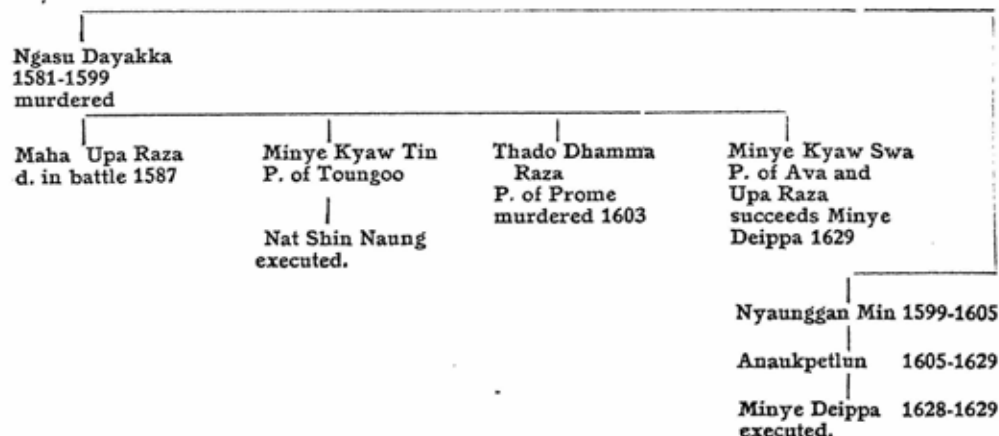 Ngasu Dayakka
1581-1599
murdered
Maha Upa Raza
d. in battle 1587
Minye Kyaw Tin
P. of Toungoo
Nat Shin Naung
executed.
Thado Dhamma
Raza
P. of Prome
murdered 1603
Minye Kyaw Swa
P. of Ava and
Upa Raza
succeeds Minye
Deippa 1629
Nyaunggan Min 1599-1605
Anaukpetlun 1605-1629
Minye Deippa 1628-1629
executed.